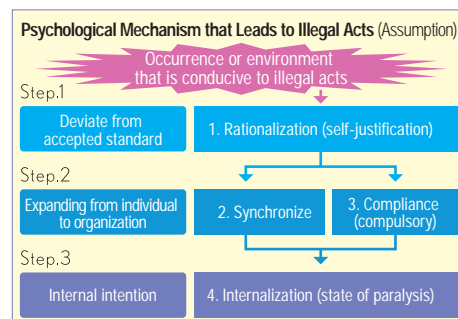 Psychological Mechanism that Leads to Illegal Acts (Assumption)
Occurrence or environment
that is conducive to illegal acts
Step.1
Deviate from
accepted standard
1. Rationalization (self-justification)
Step.2
Expanding from individual
to organization
2. Synchronize
3. Compliance
(compulsory)
Step.3
Internal intention
4. Internalization (state of paralysis)